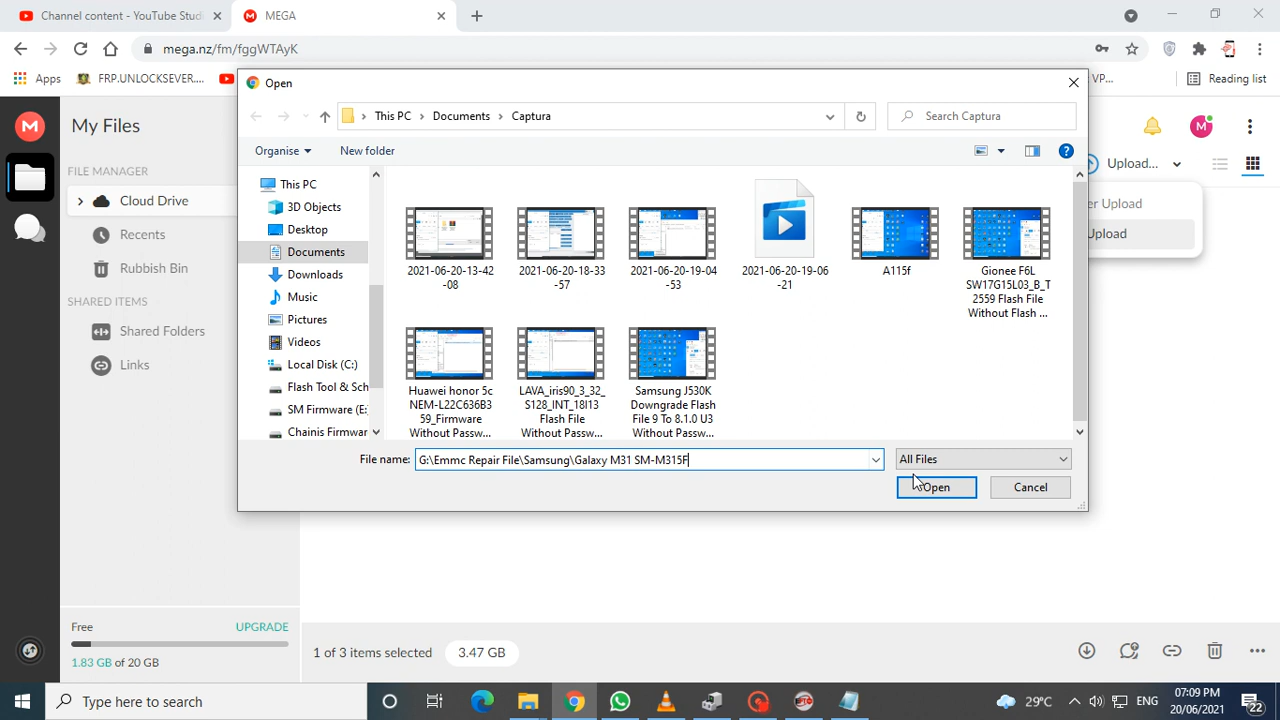 Channel content - YouTube Studi
MEGA
mega.nz/fm/fggWTAyK
Apps
FRP.UNLOCKSEVER....
VP...
Reading list
Open
This PC
Documents
Captura
Search Captura
Organise
New folder
My Files
FILE MANAGER
Cloud Drive
Recents
Rubbish Bin
SHARED ITEMS
Shared Folders
Links
This PC
3D Objects
Desktop
Documents
Downloads
Music
Pictures
Videos
Local Disk (C:)
Flash Tool & Sch
SM Firmware (E:
Chainis Firmwar
2021-06-20-13-42
-08
2021-06-20-18-33
-57
2021-06-20-19-04
-53
2021-06-20-19-06
-21
A115f
Gionee F6L
SW17G15L03_B_T
2559 Flash File
Without Flash ...
Huawei honor 5c
NEM-L22C636B3
59_Firmware
Without Passw...
LAVA_iris90_3_32_
S128_INT_18I13
Flash File
Without Passw...
Samsung J530K
Downgrade Flash
File 9 To 8.1.0 U3
Without Passw...
File name:
G:\Emmc Repair File\Samsung\Galaxy M31 SM-M315F
All Files
Open
Cancel
M
Upload...
er Upload
Upload
Free
UPGRADE
1.83 GB of 20 GB
1 of 3 items selected
3.47 GB
Type here to search
29°C
ENG
07:09 PM
20/06/2021
22